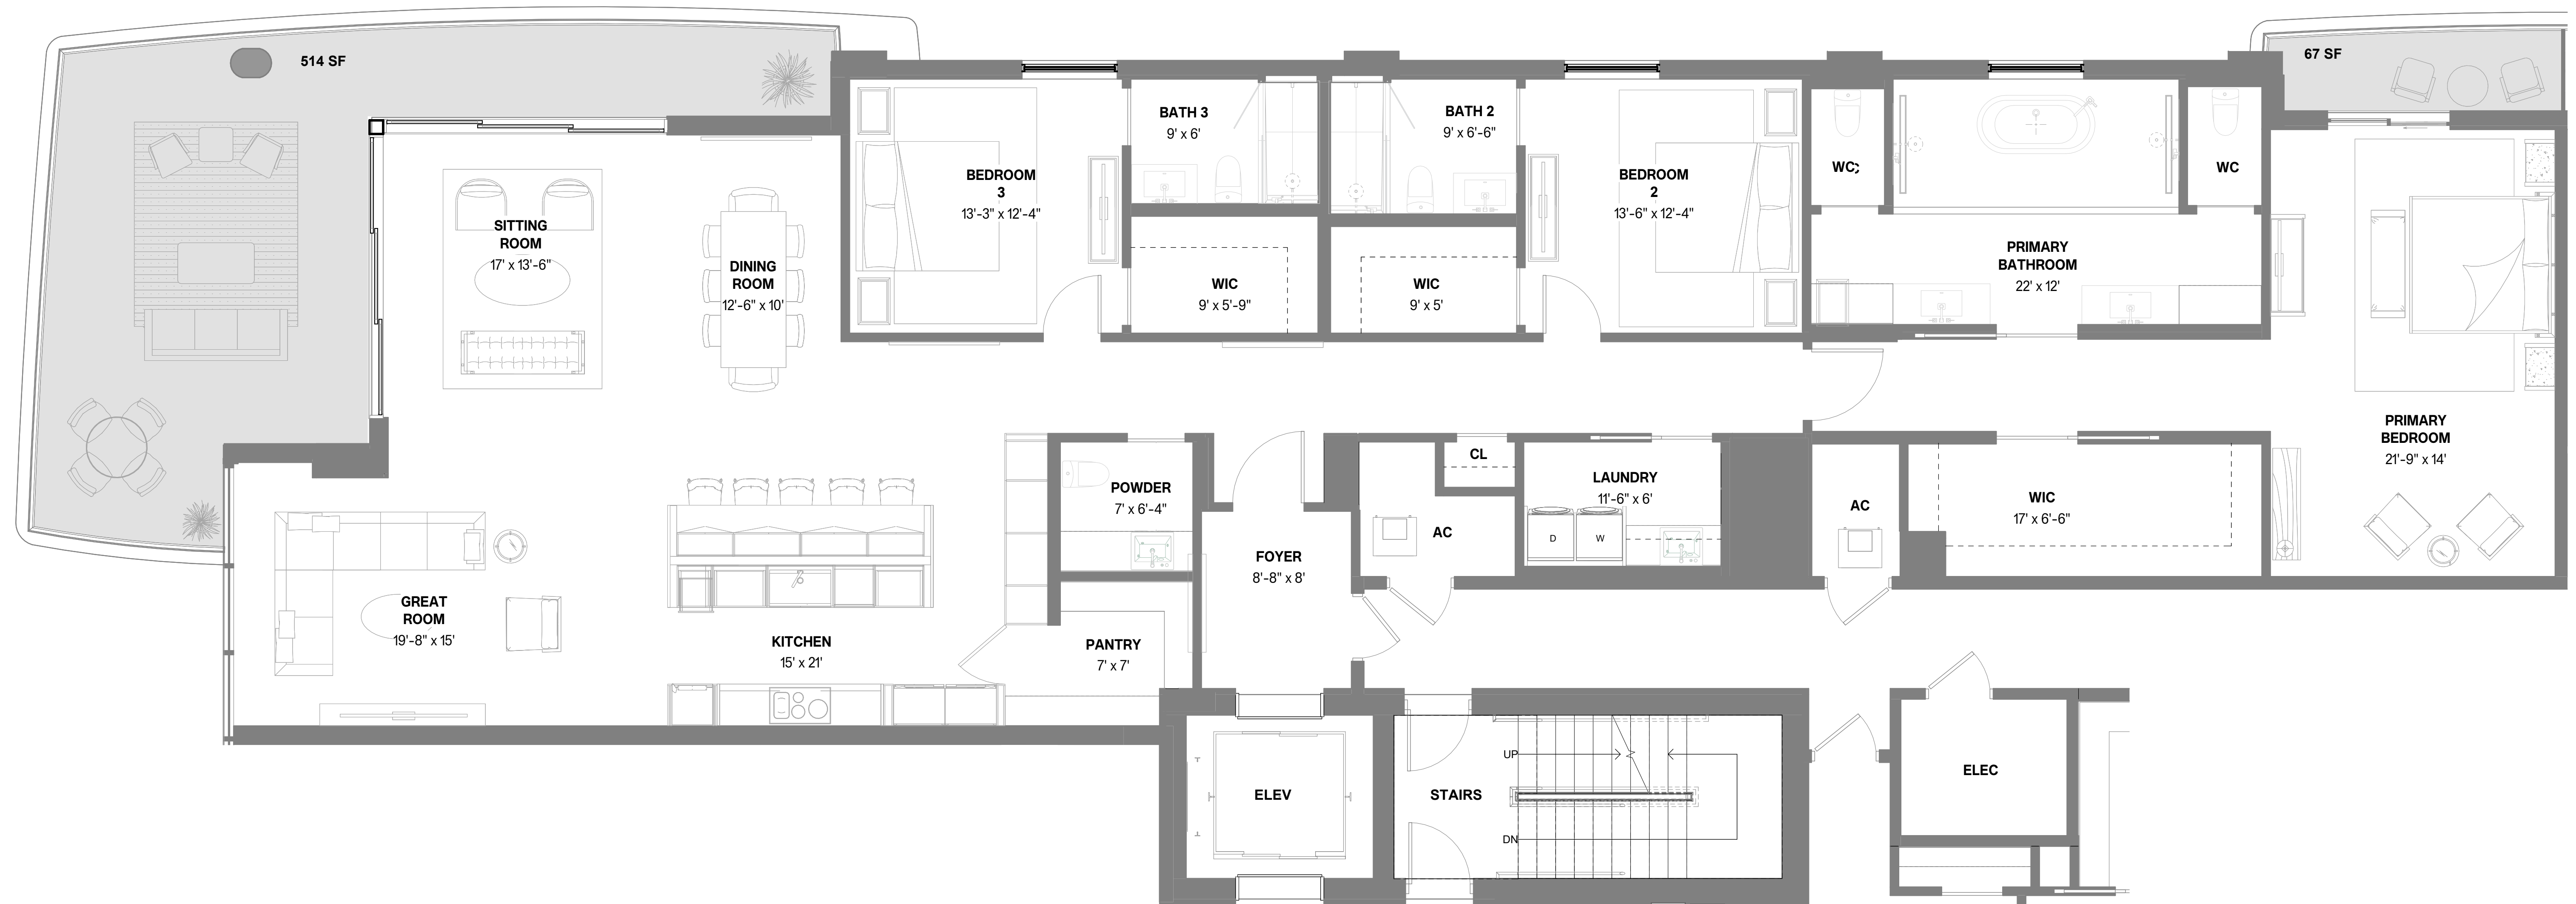 514 SF
67 SF
BATH 3
9' x 6'
BATH 2
9' x 6'-6"
WC
WC
BEDROOM
3
13'-3" x 12'-4"
BEDROOM
2
13'-6" x 12'-4"
SITTING
ROOM
17' x 13'-6"
DINING
ROOM
12'-6" x 10'
WIC
9' x 5'-9"
WIC
9' x 5'
PRIMARY
BATHROOM
22' x 12'
PRIMARY
BEDROOM
21'-9" x 14'
POWDER
7' x 6'-4"
CL
LAUNDRY
11'-6" x 6'
D
W
AC
AC
WIC
17' x 6'-6"
FOYER
8'-8" x 8'
GREAT
ROOM
19'-8" x 15'
KITCHEN
15' x 21'
PANTRY
7' x 7'
ELEV
STAIRS
UP
DN
ELEC